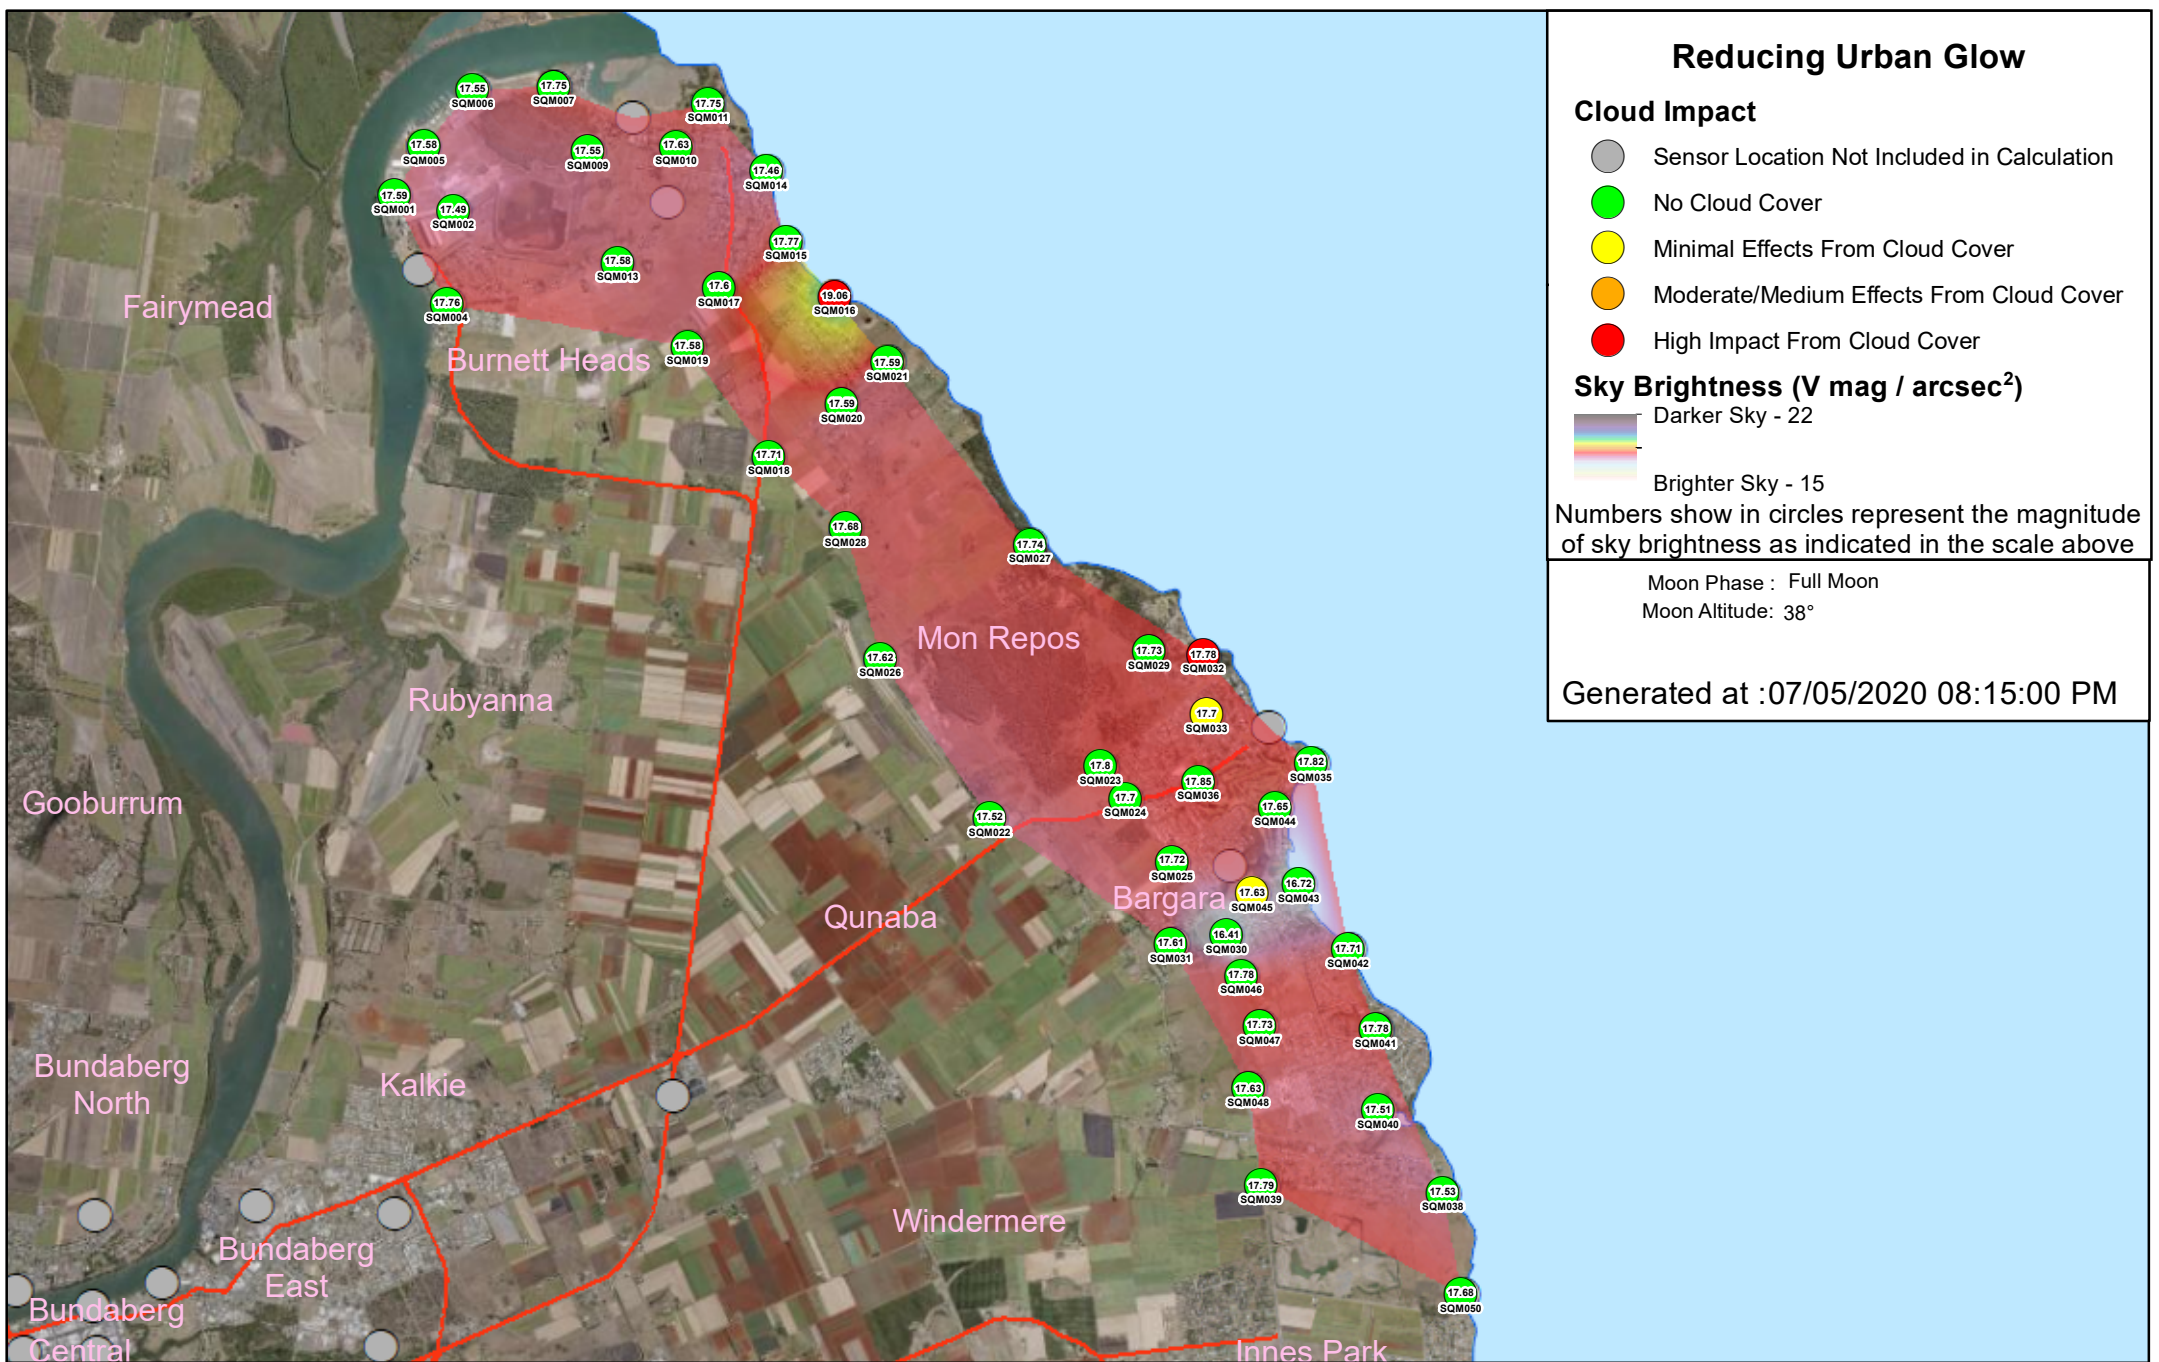 Reducing Urban Glow
Cloud Impact
Sensor Location Not Included in Calculation
No Cloud Cover
Minimal Effects From Cloud Cover
Moderate/Medium Effects From Cloud Cover
High Impact From Cloud Cover
Sky Brightness (V mag / arcsec²)
Darker Sky - 22
Brighter Sky - 15
Numbers show in circles represent the magnitude
of sky brightness as indicated in the scale above
Moon Phase : Full Moon
Moon Altitude: 38°
Generated at :07/05/2020 08:15:00 PM
17.55
SQM006
17.75
SQM007
17.75
SQM011
17.58
SQM005
17.55
SQM009
17.63
SQM010
17.46
SQM014
17.59
SQM001
17.49
SQM002
17.77
SQM015
17.58
SQM013
17.6
SQM017
19.06
SQM016
17.76
SQM004
Fairymead
Burnett Heads
17.58
SQM019
17.59
SQM021
17.59
SQM020
17.71
SQM018
17.68
SQM028
17.74
SQM027
Mon Repos
17.62
SQM026
17.73
SQM029
17.78
SQM032
Rubyanna
17.7
SQM033
17.8
SQM023
17.82
SQM035
17.85
SQM036
17.7
SQM024
17.65
SQM044
Gooburrum
17.52
SQM022
17.72
SQM025
16.72
SQM043
Bargara
17.63
SQM045
Qunaba
17.61
SQM031
16.41
SQM030
17.71
SQM042
17.78
SQM046
17.73
SQM047
17.78
SQM041
Bundaberg
North
Kalkie
17.63
SQM048
17.51
SQM040
17.79
SQM039
17.53
SQM038
Windermere
Bundaberg
East
17.68
SQM050
Bundaberg
Central
Innes Park